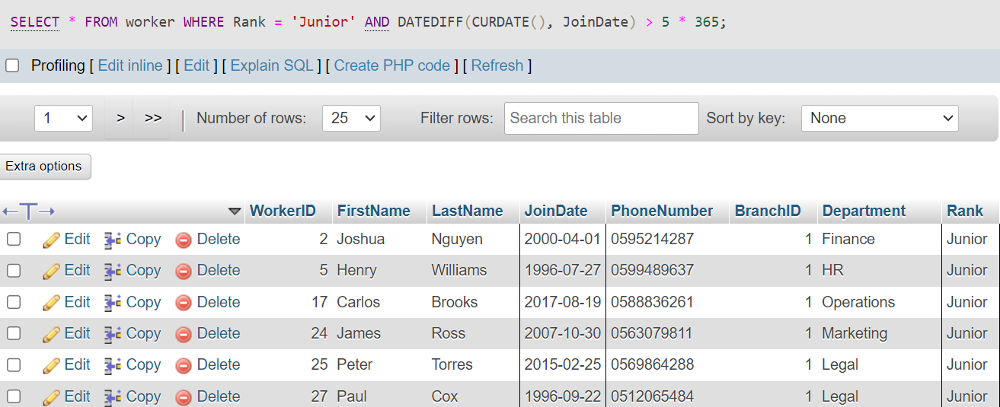 SELECT * FROM worker WHERE Rank = 'Junior' AND DATEDIFF(CURDATE(), JoinDate) > 5 * 365;
Profiling [ Edit inline ] [ Edit ] [ Explain SQL ] [ Create PHP code ] [ Refresh ]
1 > >> | Number of rows: 25 Filter rows: Search this table Sort by key: None
Extra options
←T→ WorkerID FirstName LastName JoinDate PhoneNumber BranchID Department Rank
Edit Copy Delete 2 Joshua Nguyen 2000-04-01 0595214287 1 Finance Junior
Edit Copy Delete 5 Henry Williams 1996-07-27 0599489637 1 HR Junior
Edit Copy Delete 17 Carlos Brooks 2017-08-19 0588836261 1 Operations Junior
Edit Copy Delete 24 James Ross 2007-10-30 0563079811 1 Marketing Junior
Edit Copy Delete 25 Peter Torres 2015-02-25 0569864288 1 Legal Junior
Edit Copy Delete 27 Paul Cox 1996-09-22 0512065484 1 Legal Junior